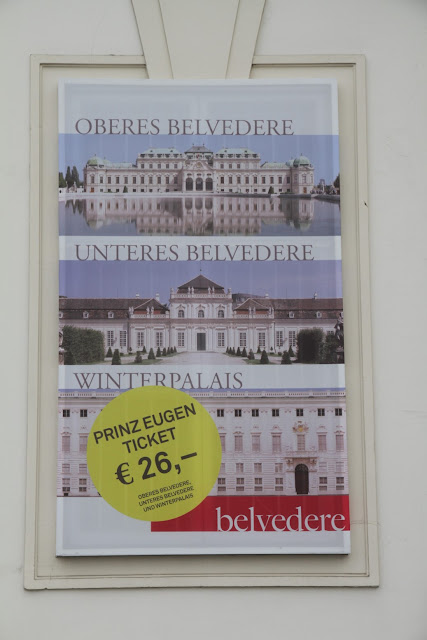 OBERES BELVEDERE
UNTERES BELVEDERE
WINTERPALAIS
PRINZ EUGEN
TICKET
€ 26,–
OBERES BELVEDERE,
UNTERES BELVEDERE
UND WINTERPALAIS
belvedere